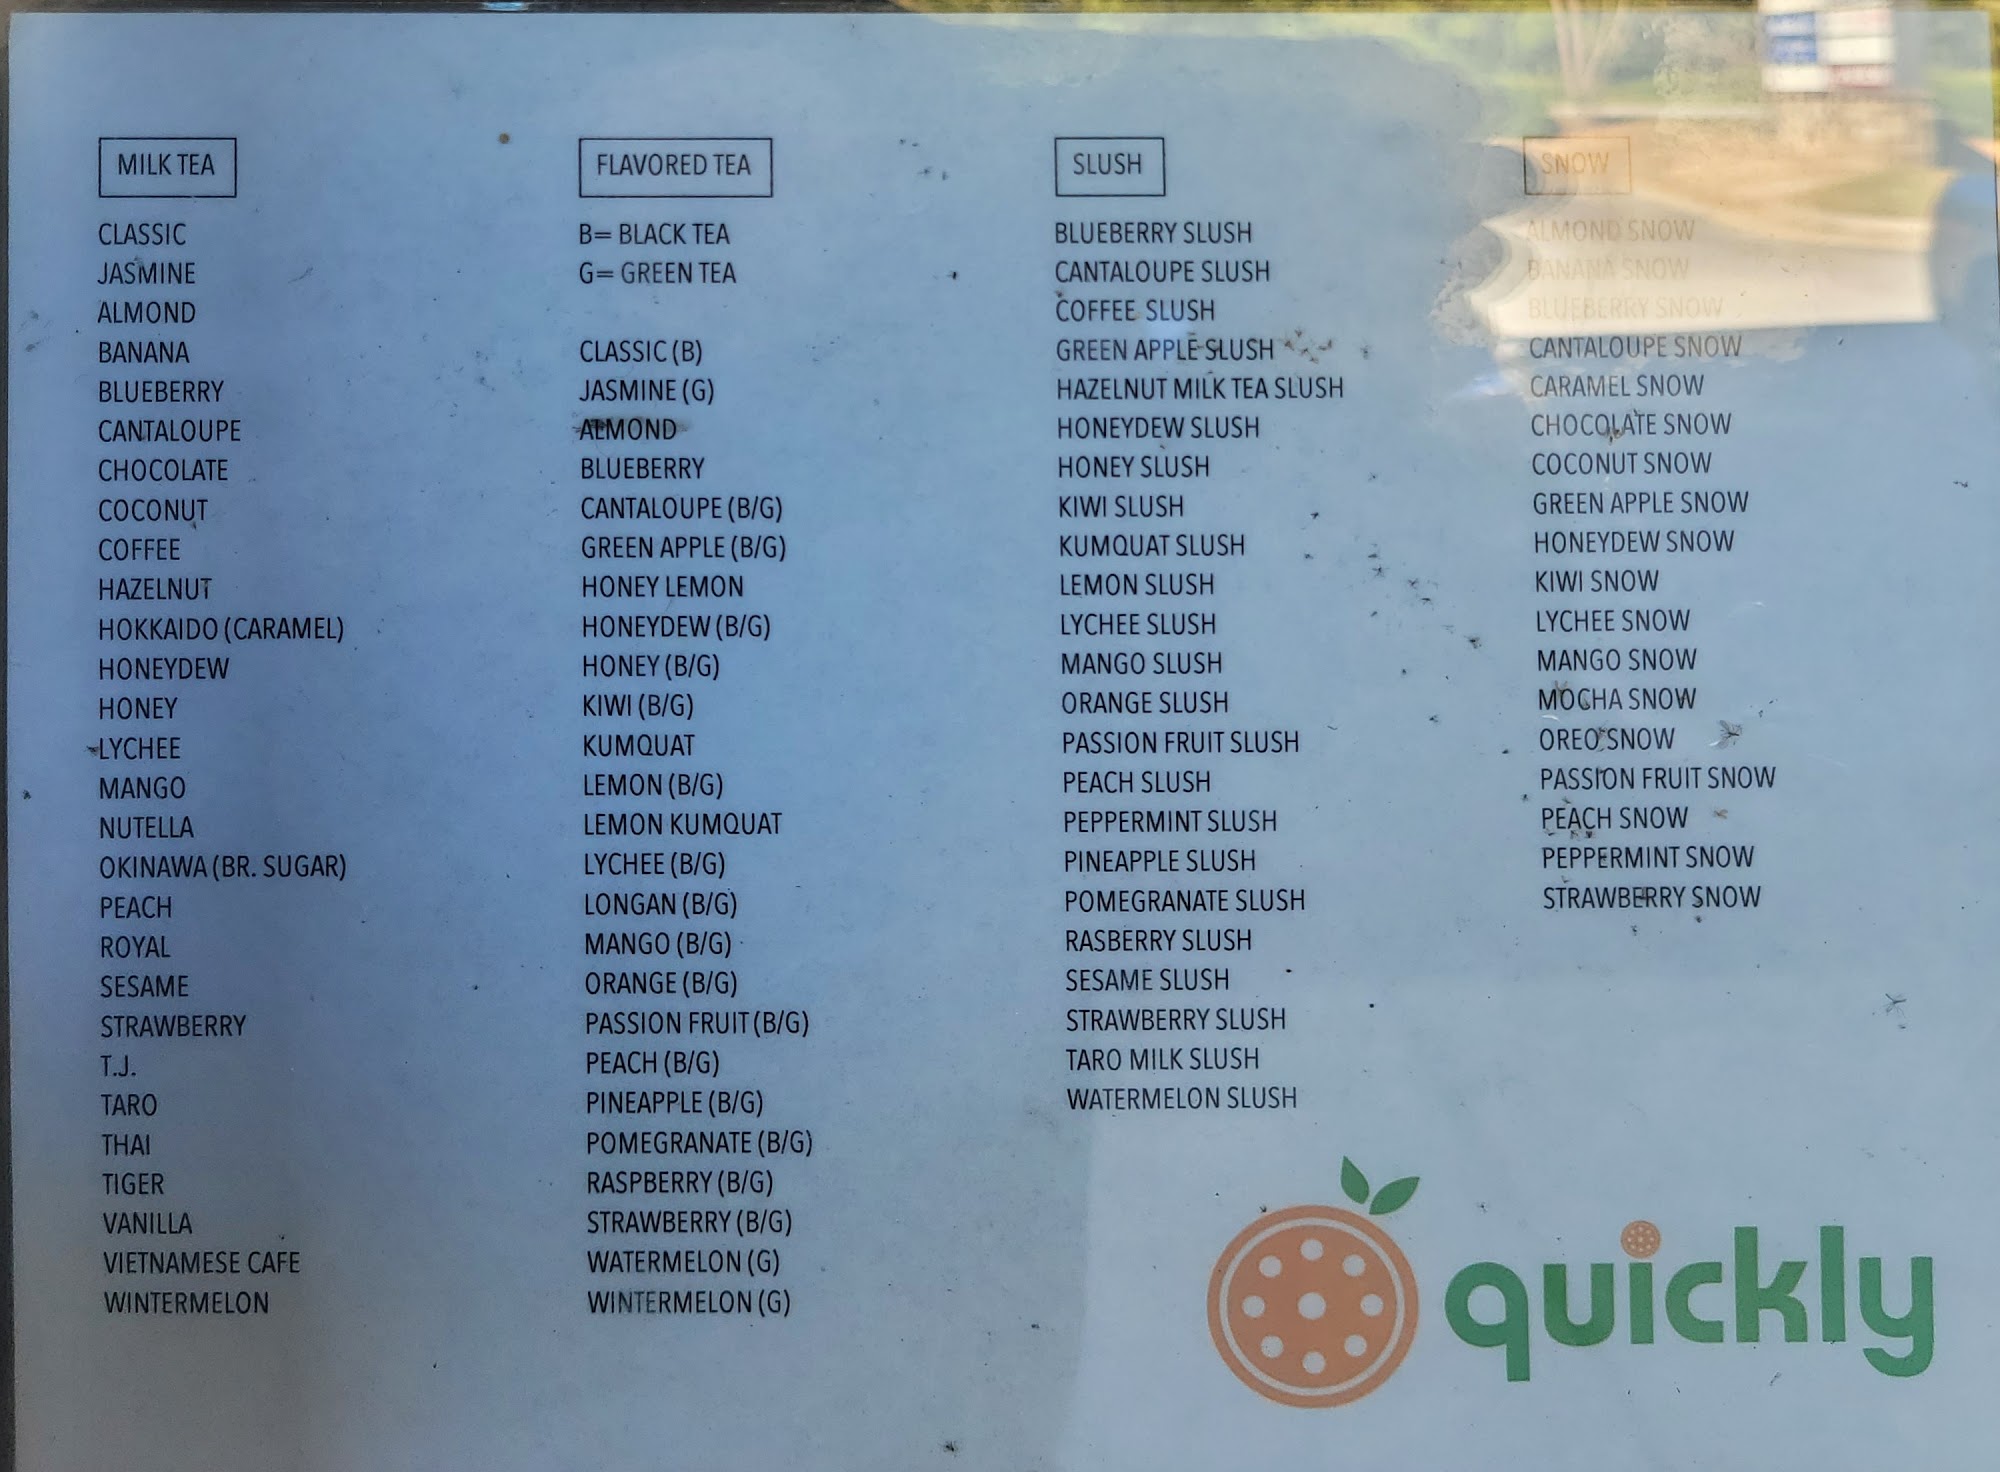 MILK TEA
CLASSIC
JASMINE
ALMOND
BANANA
BLUEBERRY
CANTALOUPE
CHOCOLATE
COCONUT
COFFEE
HAZELNUT
HOKKAIDO (CARAMEL)
HONEYDEW
HONEY
LYCHEE
MANGO
NUTELLA
OKINAWA (BR. SUGAR)
PEACH
ROYAL
SESAME
STRAWBERRY
T.J.
TARO
THAI
TIGER
VANILLA
VIETNAMESE CAFE
WINTERMELON
FLAVORED TEA
B= BLACK TEA
G= GREEN TEA
CLASSIC (B)
JASMINE (G)
ALMOND
BLUEBERRY
CANTALOUPE (B/G)
GREEN APPLE (B/G)
HONEY LEMON
HONEYDEW (B/G)
HONEY (B/G)
KIWI (B/G)
KUMQUAT
LEMON (B/G)
LEMON KUMQUAT
LYCHEE (B/G)
LONGAN (B/G)
MANGO (B/G)
ORANGE (B/G)
PASSION FRUIT (B/G)
PEACH (B/G)
PINEAPPLE (B/G)
POMEGRANATE (B/G)
RASPBERRY (B/G)
STRAWBERRY (B/G)
WATERMELON (G)
WINTERMELON (G)
SLUSH
BLUEBERRY SLUSH
CANTALOUPE SLUSH
COFFEE SLUSH
GREEN APPLE SLUSH
HAZELNUT MILK TEA SLUSH
HONEYDEW SLUSH
HONEY SLUSH
KIWI SLUSH
KUMQUAT SLUSH
LEMON SLUSH
LYCHEE SLUSH
MANGO SLUSH
ORANGE SLUSH
PASSION FRUIT SLUSH
PEACH SLUSH
PEPPERMINT SLUSH
PINEAPPLE SLUSH
POMEGRANATE SLUSH
RASBERRY SLUSH
SESAME SLUSH
STRAWBERRY SLUSH
TARO MILK SLUSH
WATERMELON SLUSH
SNOW
ALMOND SNOW
BANANA SNOW
BLUEBERRY SNOW
CANTALOUPE SNOW
CARAMEL SNOW
CHOCOLATE SNOW
COCONUT SNOW
GREEN APPLE SNOW
HONEYDEW SNOW
KIWI SNOW
LYCHEE SNOW
MANGO SNOW
MOCHA SNOW
OREO SNOW
PASSION FRUIT SNOW
PEACH SNOW
PEPPERMINT SNOW
STRAWBERRY SNOW
quickly